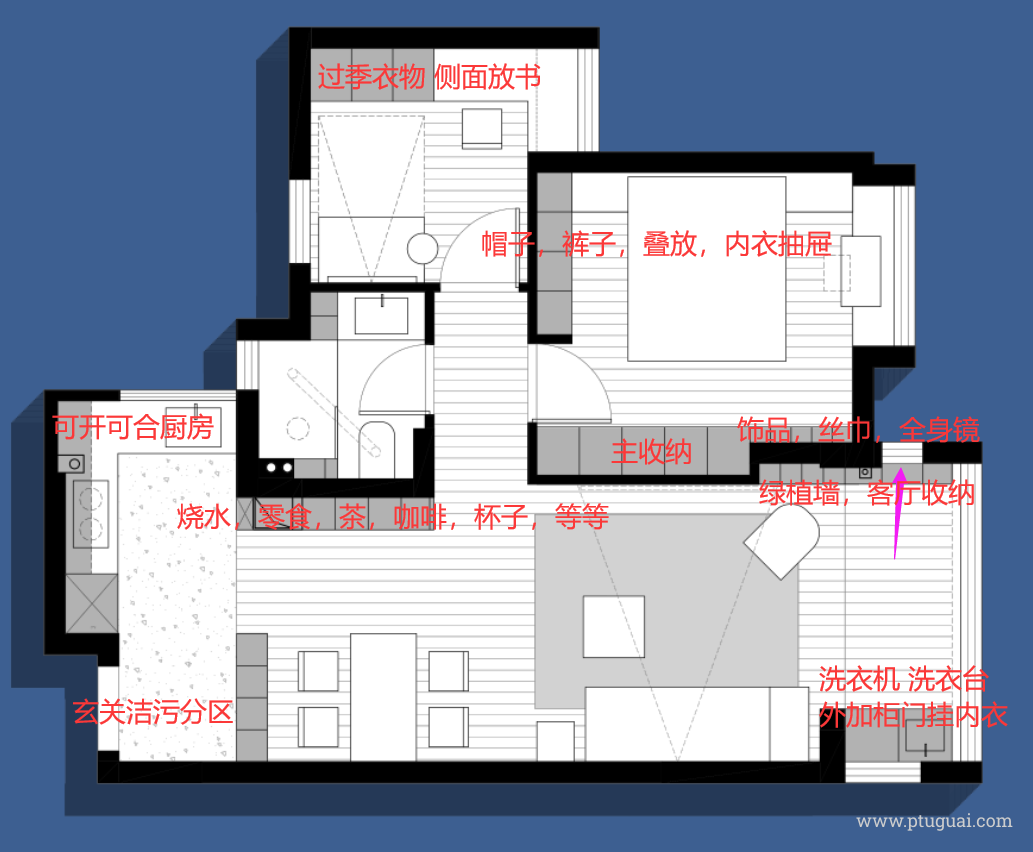 过季衣物 侧面放书
帽子，裤子，叠放，内衣抽屉
可开可合厨房
饰品，丝巾，全身镜
主收纳
绿植墙，客厅收纳
烧水，零食，茶，咖啡，杯子，等等
洗衣机 洗衣台
外加柜门挂内衣
玄关洁污分区
www.ptuguai.com